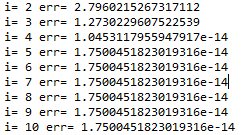 i= 2 err= 2.7960215267317112
i= 3 err= 1.2730229607522539
i= 4 err= 1.0453117955947917e-14
i= 5 err= 1.7500451823019316e-14
i= 6 err= 1.7500451823019316e-14
i= 7 err= 1.7500451823019316e-14
i= 8 err= 1.7500451823019316e-14
i= 9 err= 1.7500451823019316e-14
i= 10 err= 1.7500451823019316e-14